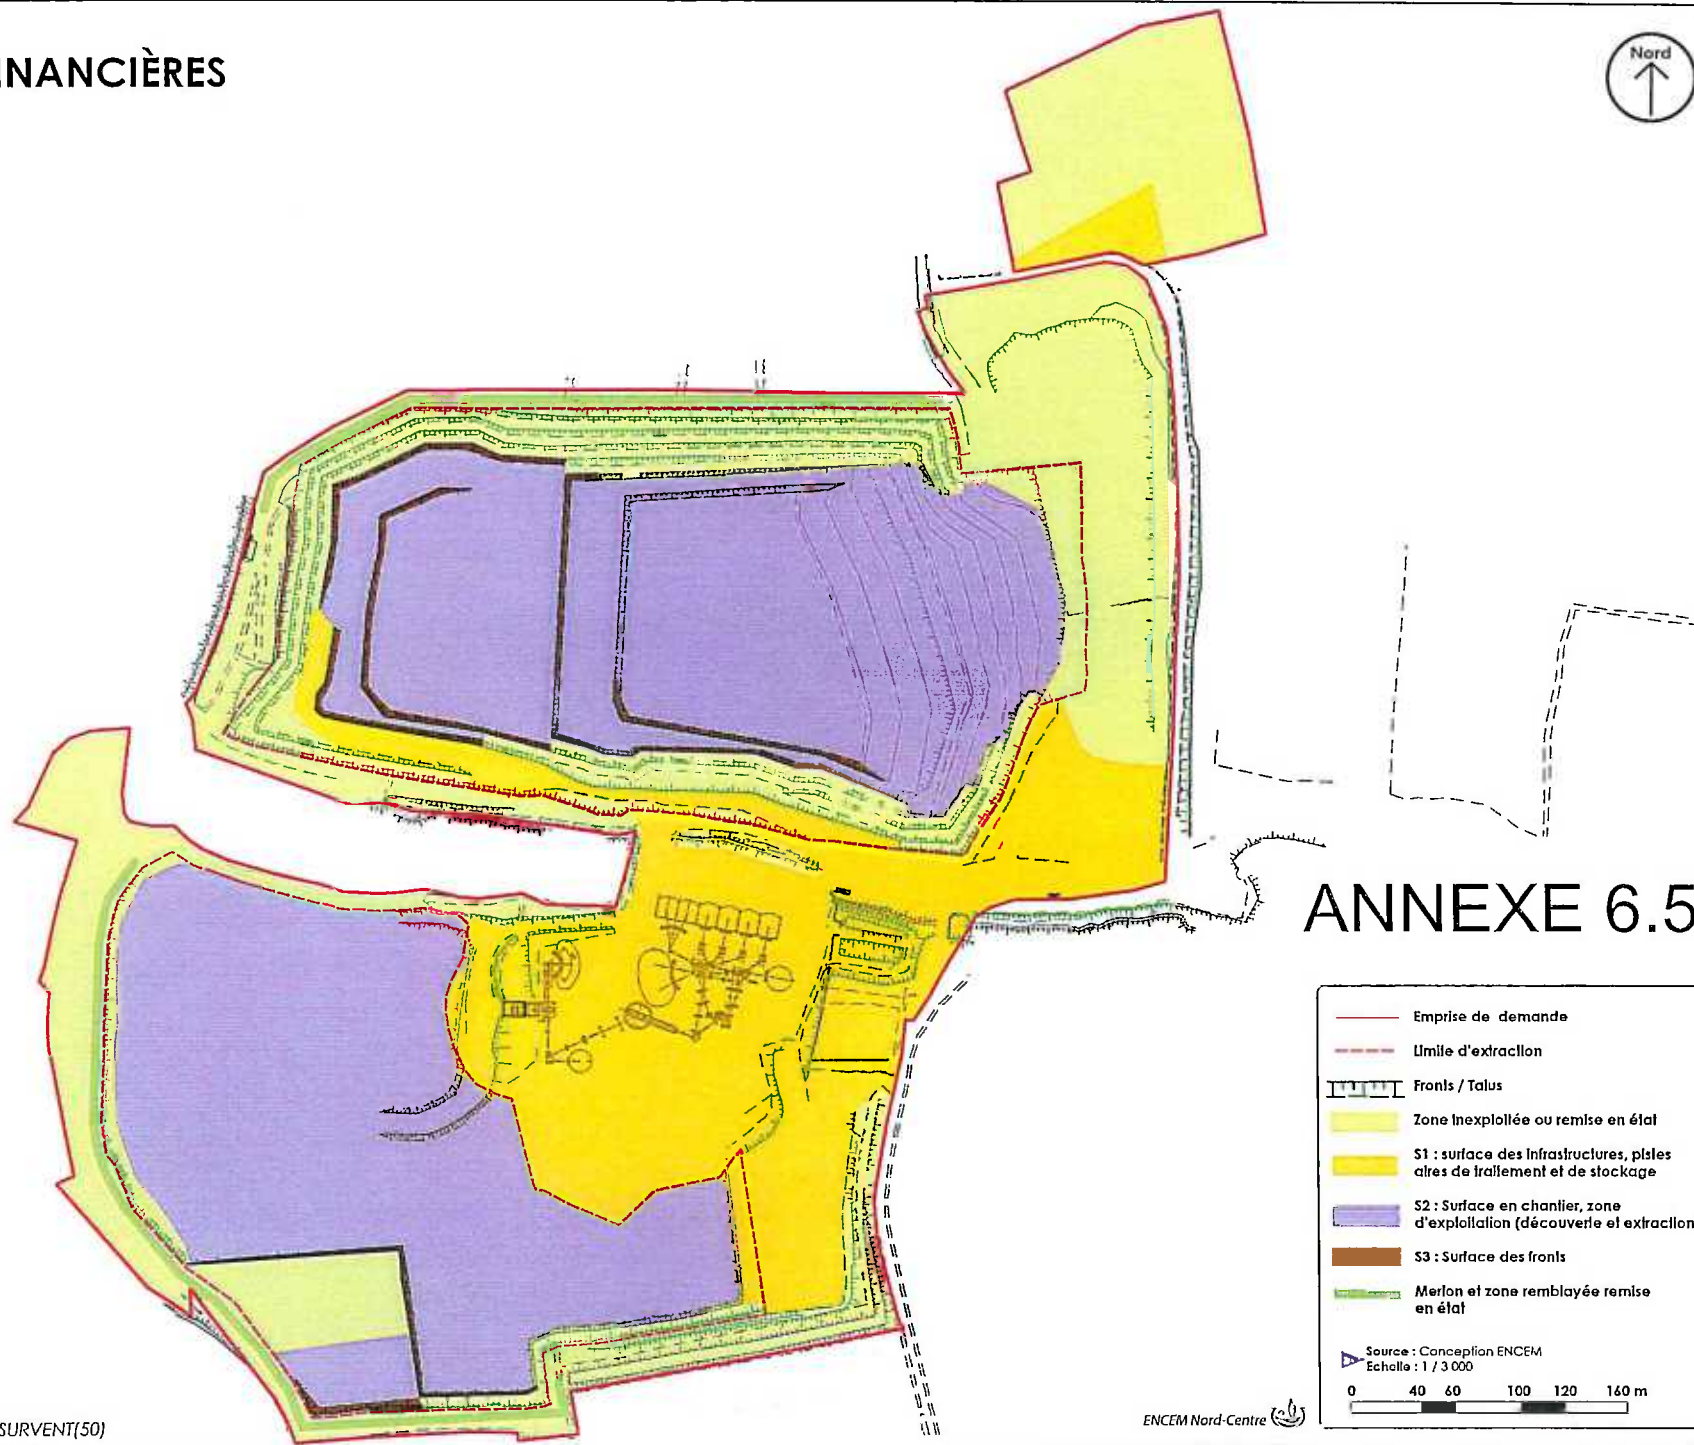 INANCIÈRES
Nord
ANNEXE 6.5
Emprise de demande
Limite d'extraction
Fronts / Talus
Zone inexploitée ou remise en état
S1 : surface des infrastructures, pistes
aires de traitement et de stockage
S2 : Surface en chantier, zone
d'exploitation (découverte et extraction
S3 : Surface des fronts
Merlon et zone remblayée remise
en état
Source : Conception ENCEM
Echelle : 1 / 3 000
0 40 60 100 120 160 m
ENCEM Nord-Centre
SURVENT(50)